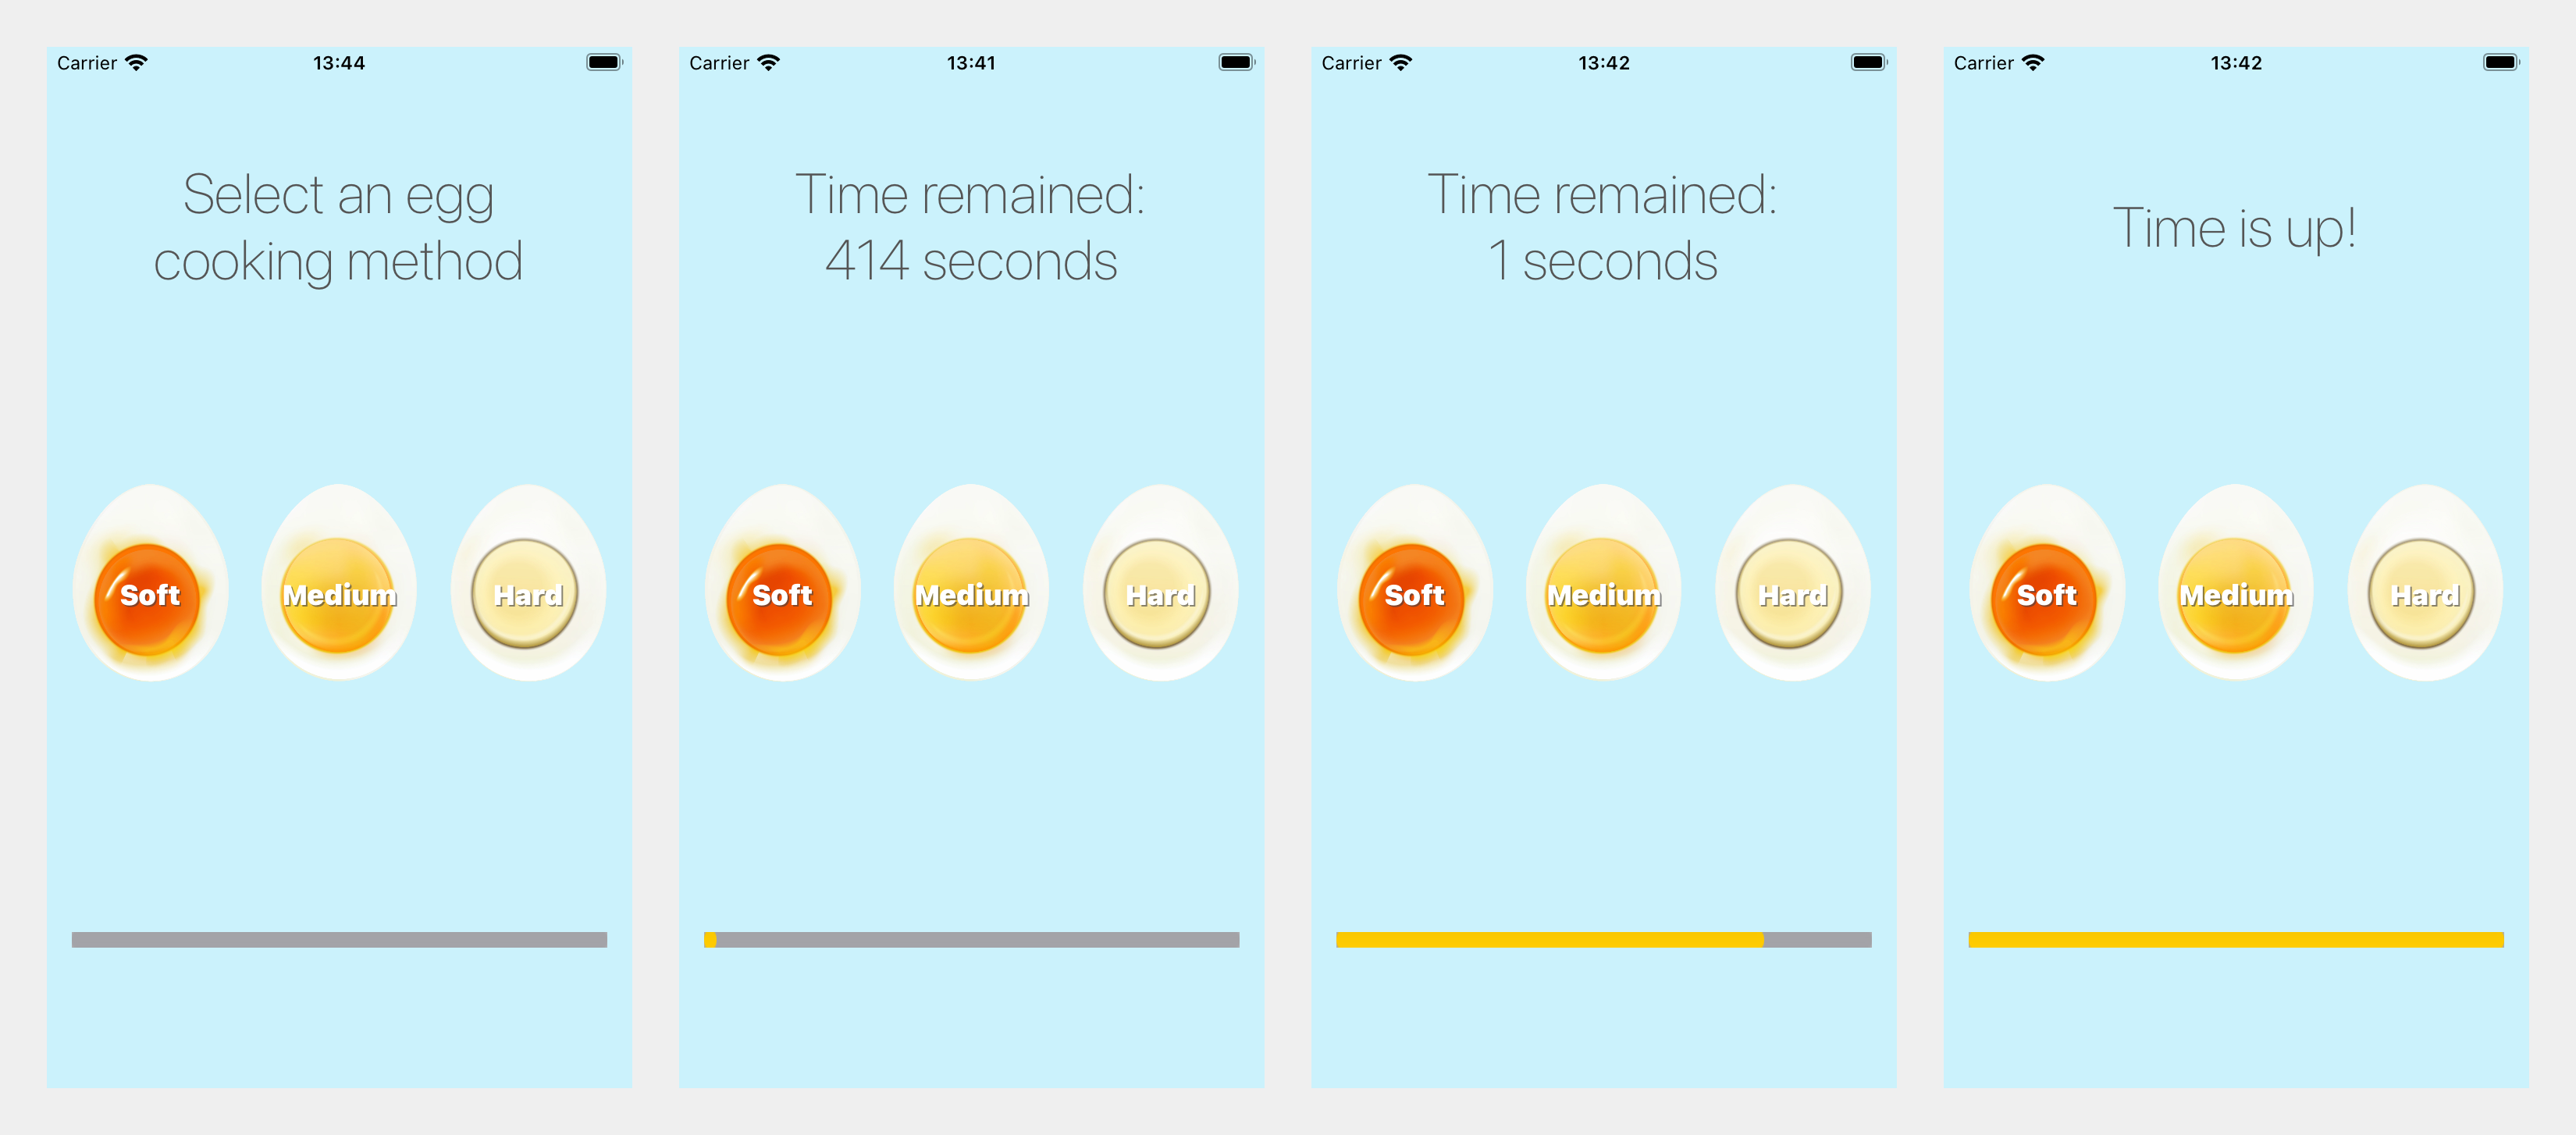 Carrier 13:44
Select an egg
cooking method
Soft Medium Hard
Carrier 13:41
Time remained:
414 seconds
Soft Medium Hard
Carrier 13:42
Time remained:
1 seconds
Soft Medium Hard
Carrier 13:42
Time is up!
Soft Medium Hard